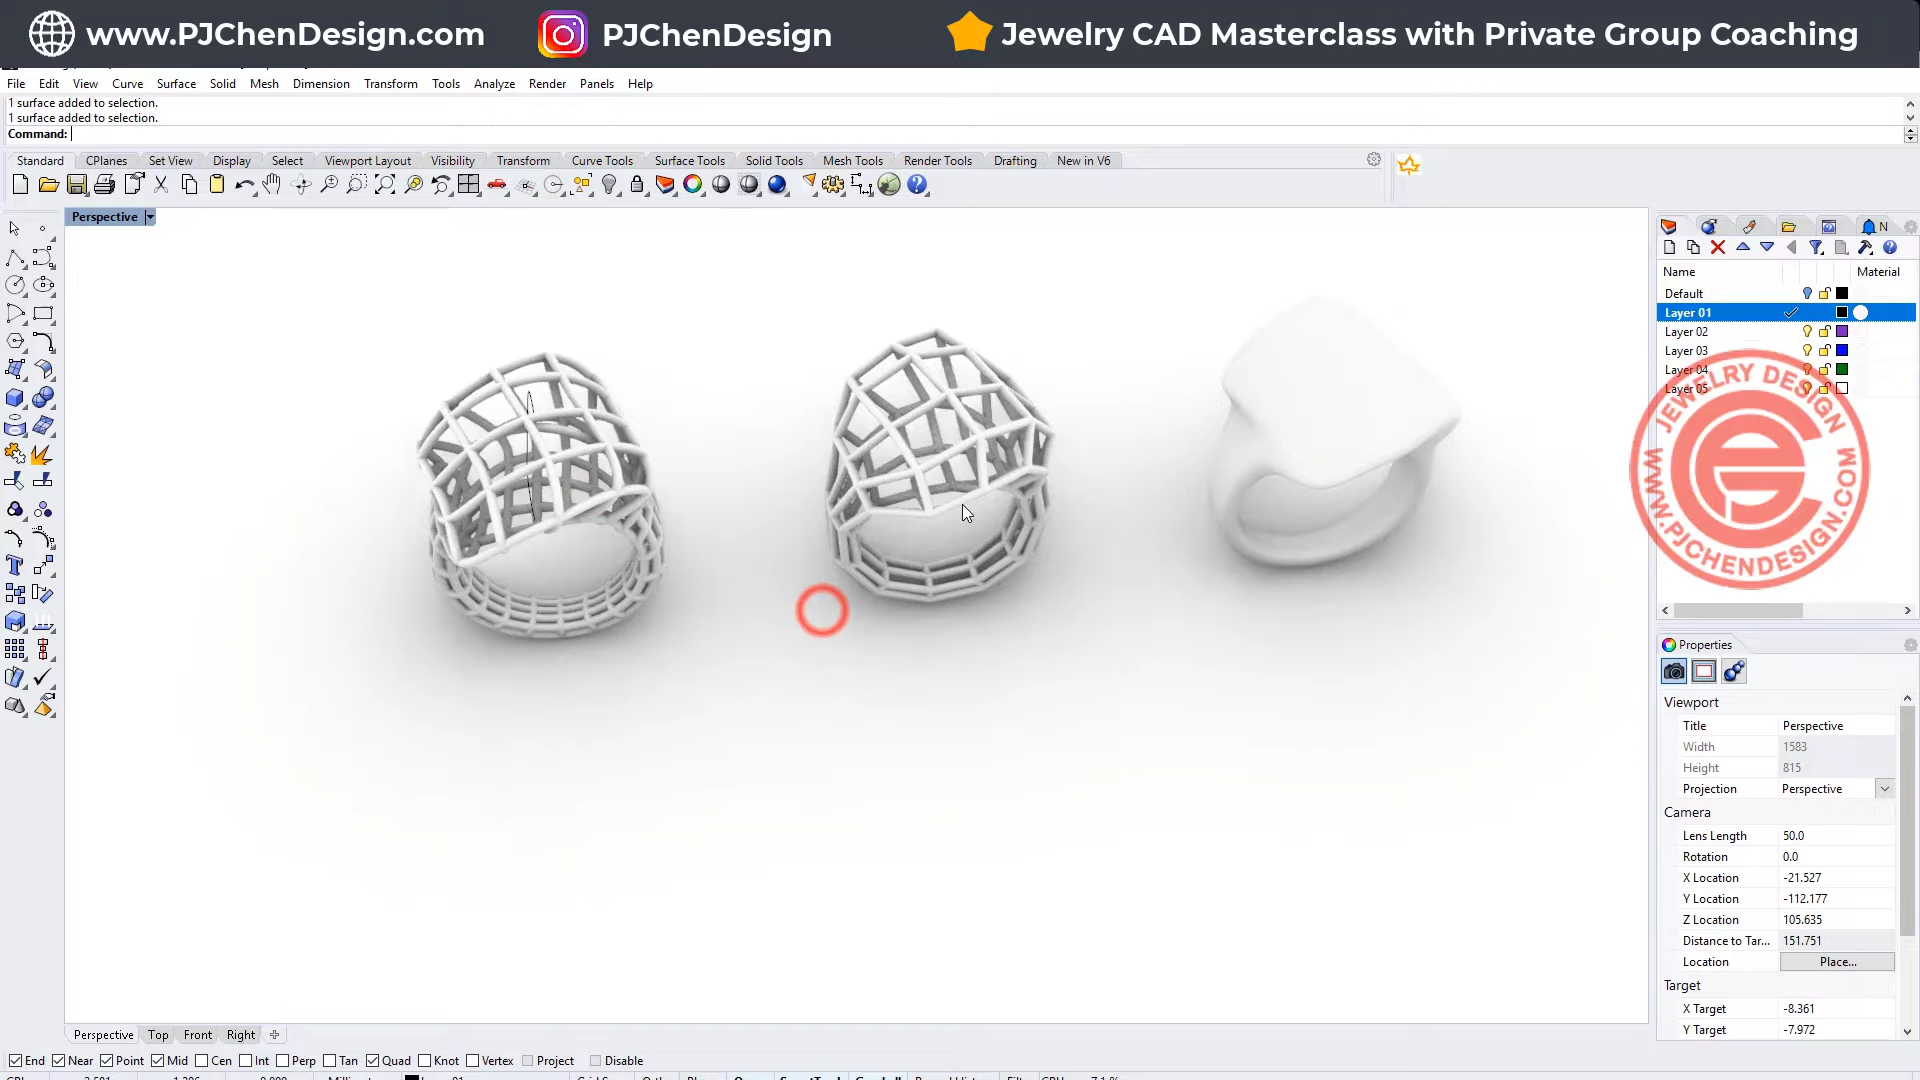 www.PJChenDesign.com PJChenDesign Jewelry CAD Masterclass with Private Group Coaching
File Edit View Curve Surface Solid Mesh Dimension Transform Tools Analyze Render Panels Help
1 surface added to selection.
1 surface added to selection.
Command:
Standard CPlanes Set View Display Select Viewport Layout Visibility Transform Curve Tools Surface Tools Solid Tools Mesh Tools Render Tools Drafting New in V6
Perspective
N
Name Material
Default
Layer 01
Layer 02
Layer 03
Layer 04
Layer 05
JEWELRY DESIGN
WWW.PJCHENDESIGN.COM
Properties
Viewport
Title Perspective
Width 1583
Height 815
Projection Perspective
Camera
Lens Length 50.0
Rotation 0.0
X Location -21.527
Y Location -112.177
Z Location 105.635
Distance to Tar... 151.751
Location Place...
Target
X Target -8.361
Y Target -7.972
Perspective Top Front Right
End Near Point Mid Cen Int Perp Tan Quad Knot Vertex Project Disable